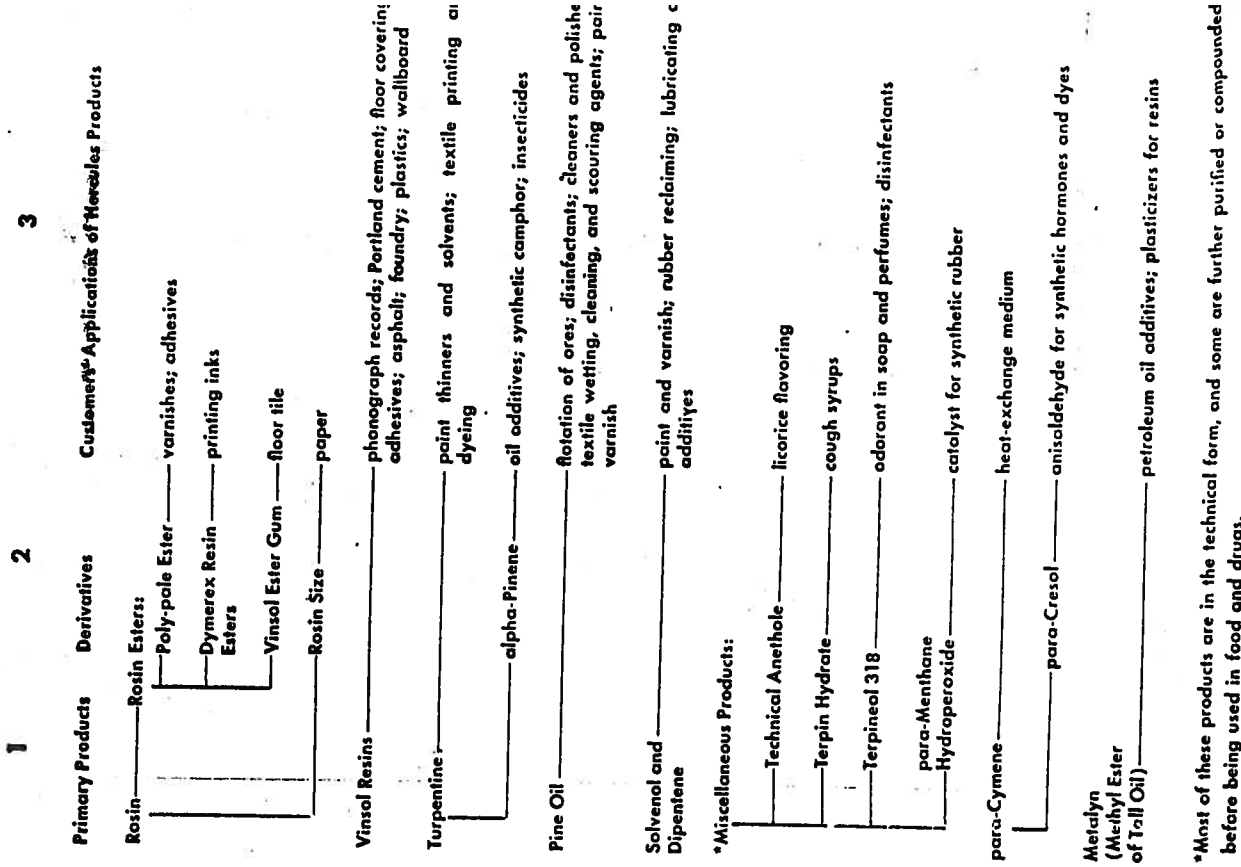 1 2 3
Primary Products Derivatives Customers' Applications of Hercules Products
Rosin Rosin Esters:
Poly-pale Ester varnishes; adhesives
Dymerex Resin printing inks
Esters
Vinsol Ester Gum floor tile
Rosin Size paper
Vinsol Resins phonograph records; Portland cement; floor covering
adhesives; asphalt; foundry; plastics; wallboard
Turpentine paint thinners and solvents; textile printing
dyeing
alpha-Pinene oil additives; synthetic camphor; insecticides
Pine Oil flotation of ores; disinfectants; cleaners and polishe
textile wetting, cleaning, and scouring agents;
varnish
Solvenol and paint and varnish; rubber reclaiming; lubricating
Dipentene additives
*Miscellaneous Products:
Technical Anethole licorice flavoring
Terpin Hydrate cough syrups
Terpineol 318 odorant in soap and perfumes; disinfectants
para-Menthane
Hydroperoxide catalyst for synthetic rubber
para-Cymene heat-exchange medium
para-Cresol anisaldehyde for synthetic hormones and dyes
Metalyn
(Methyl Ester
of Tall Oil) petroleum oil additives; plasticizers for resins
*Most of these products are in the technical form, and some are further purified or compounded
before being used in food and drugs.